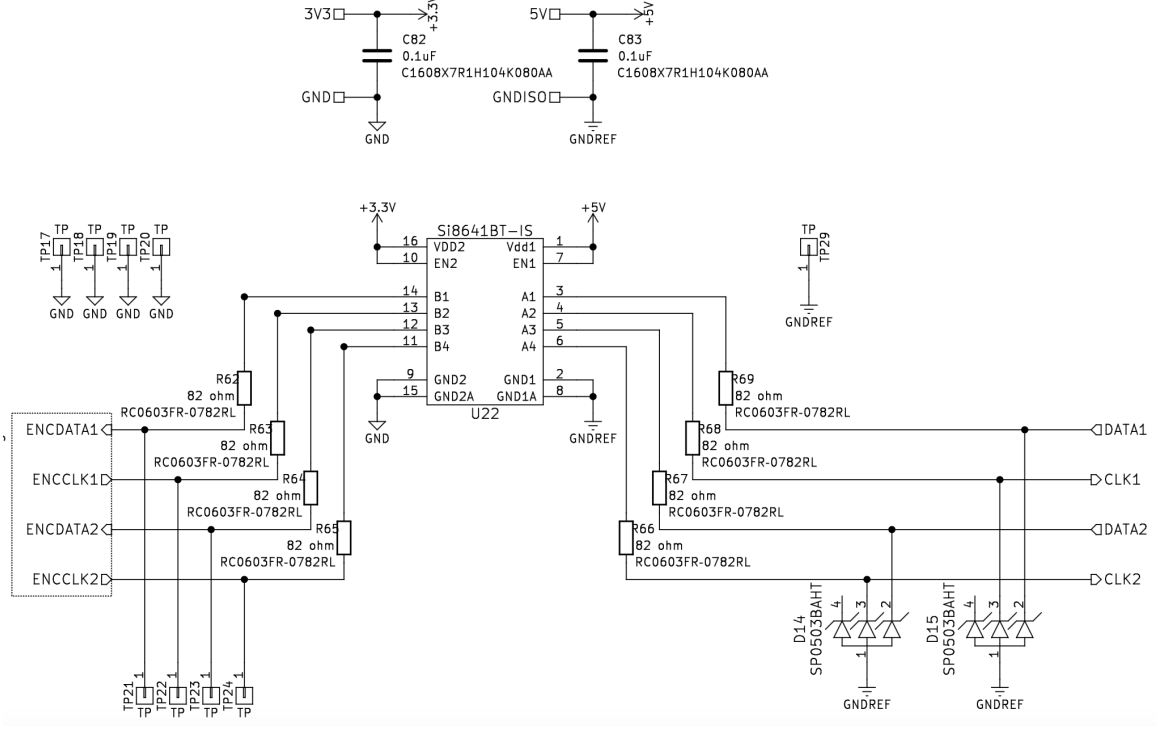 3V3
+3.3V
5V
+5V
C82
0.1uF
C1608X7R1H104K080AA
C83
0.1uF
C1608X7R1H104K080AA
GND
GNDISO
GND
GNDREF
+3.3V
+5V
Si8641BT-IS
TP
TP
TP
TP
TP17
TP18
TP19
TP20
1
1
1
1
GND
GND
GND
GND
16
VDD2
Vdd1
1
10
EN2
EN1
7
14
B1
A1
3
13
B2
A2
4
12
B3
A3
5
11
B4
A4
6
9
GND2
GND1
2
15
GND2A
GND1A
8
U22
GND
GNDREF
TP
TP29
1
GNDREF
R62
82 ohm
RC0603FR-0782RL
R63
82 ohm
RC0603FR-0782RL
R64
82 ohm
RC0603FR-0782RL
R65
82 ohm
RC0603FR-0782RL
R69
82 ohm
RC0603FR-0782RL
R68
82 ohm
RC0603FR-0782RL
R67
82 ohm
RC0603FR-0782RL
R66
82 ohm
RC0603FR-0782RL
ENCDATA1
ENCCLK1
ENCDATA2
ENCCLK2
DATA1
CLK1
DATA2
CLK2
TP21
1
TP
TP22
1
TP
TP23
1
TP
TP24
1
TP
D14
SP0503BAHT
4
3
2
1
GNDREF
D15
SP0503BAHT
4
3
2
1
GNDREF